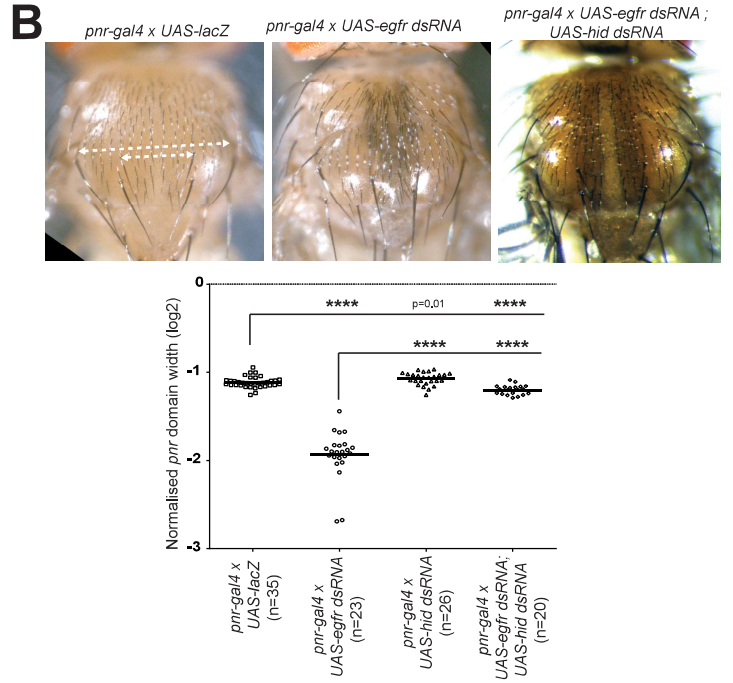 B
pnr-gal4 x UAS-lacZ
pnr-gal4 x UAS-egfr dsRNA
pnr-gal4 x UAS-egfr dsRNA ;
UAS-hid dsRNA
Normalised pnr domain width (log2)
0
-1
-2
-3
**** p=0.01 ****
**** ****
pnr-gal4 x
UAS-lacZ
(n=35)
pnr-gal4 x
UAS-egfr dsRNA
(n=23)
pnr-gal4 x
UAS-hid dsRNA
(n=26)
pnr-gal4 x
UAS-egfr dsRNA;
UAS-hid dsRNA
(n=20)